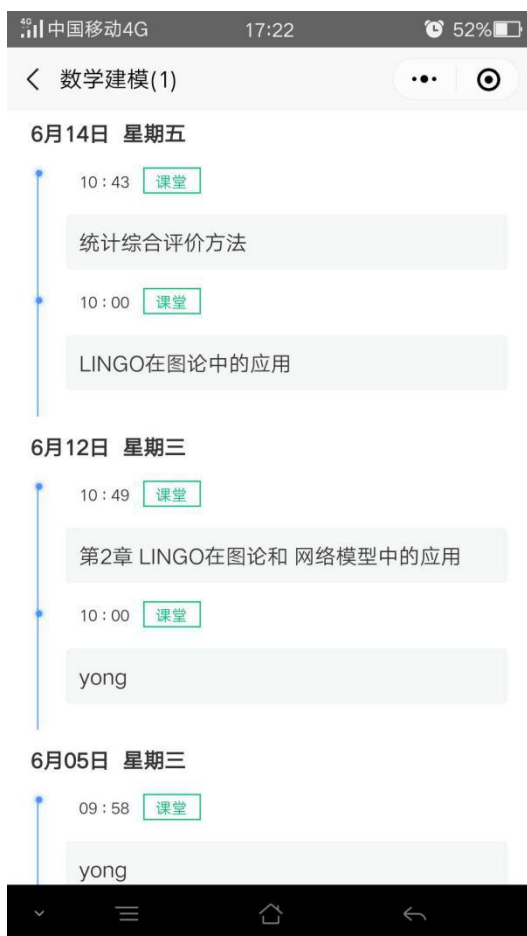 4G 中国移动4G 17:22 52%
数学建模(1)
6月14日 星期五
10:43 课堂
统计综合评价方法
10:00 课堂
LINGO在图论中的应用
6月12日 星期三
10:49 课堂
第2章 LINGO在图论和 网络模型中的应用
10:00 课堂
yong
6月05日 星期三
09:58 课堂
yong